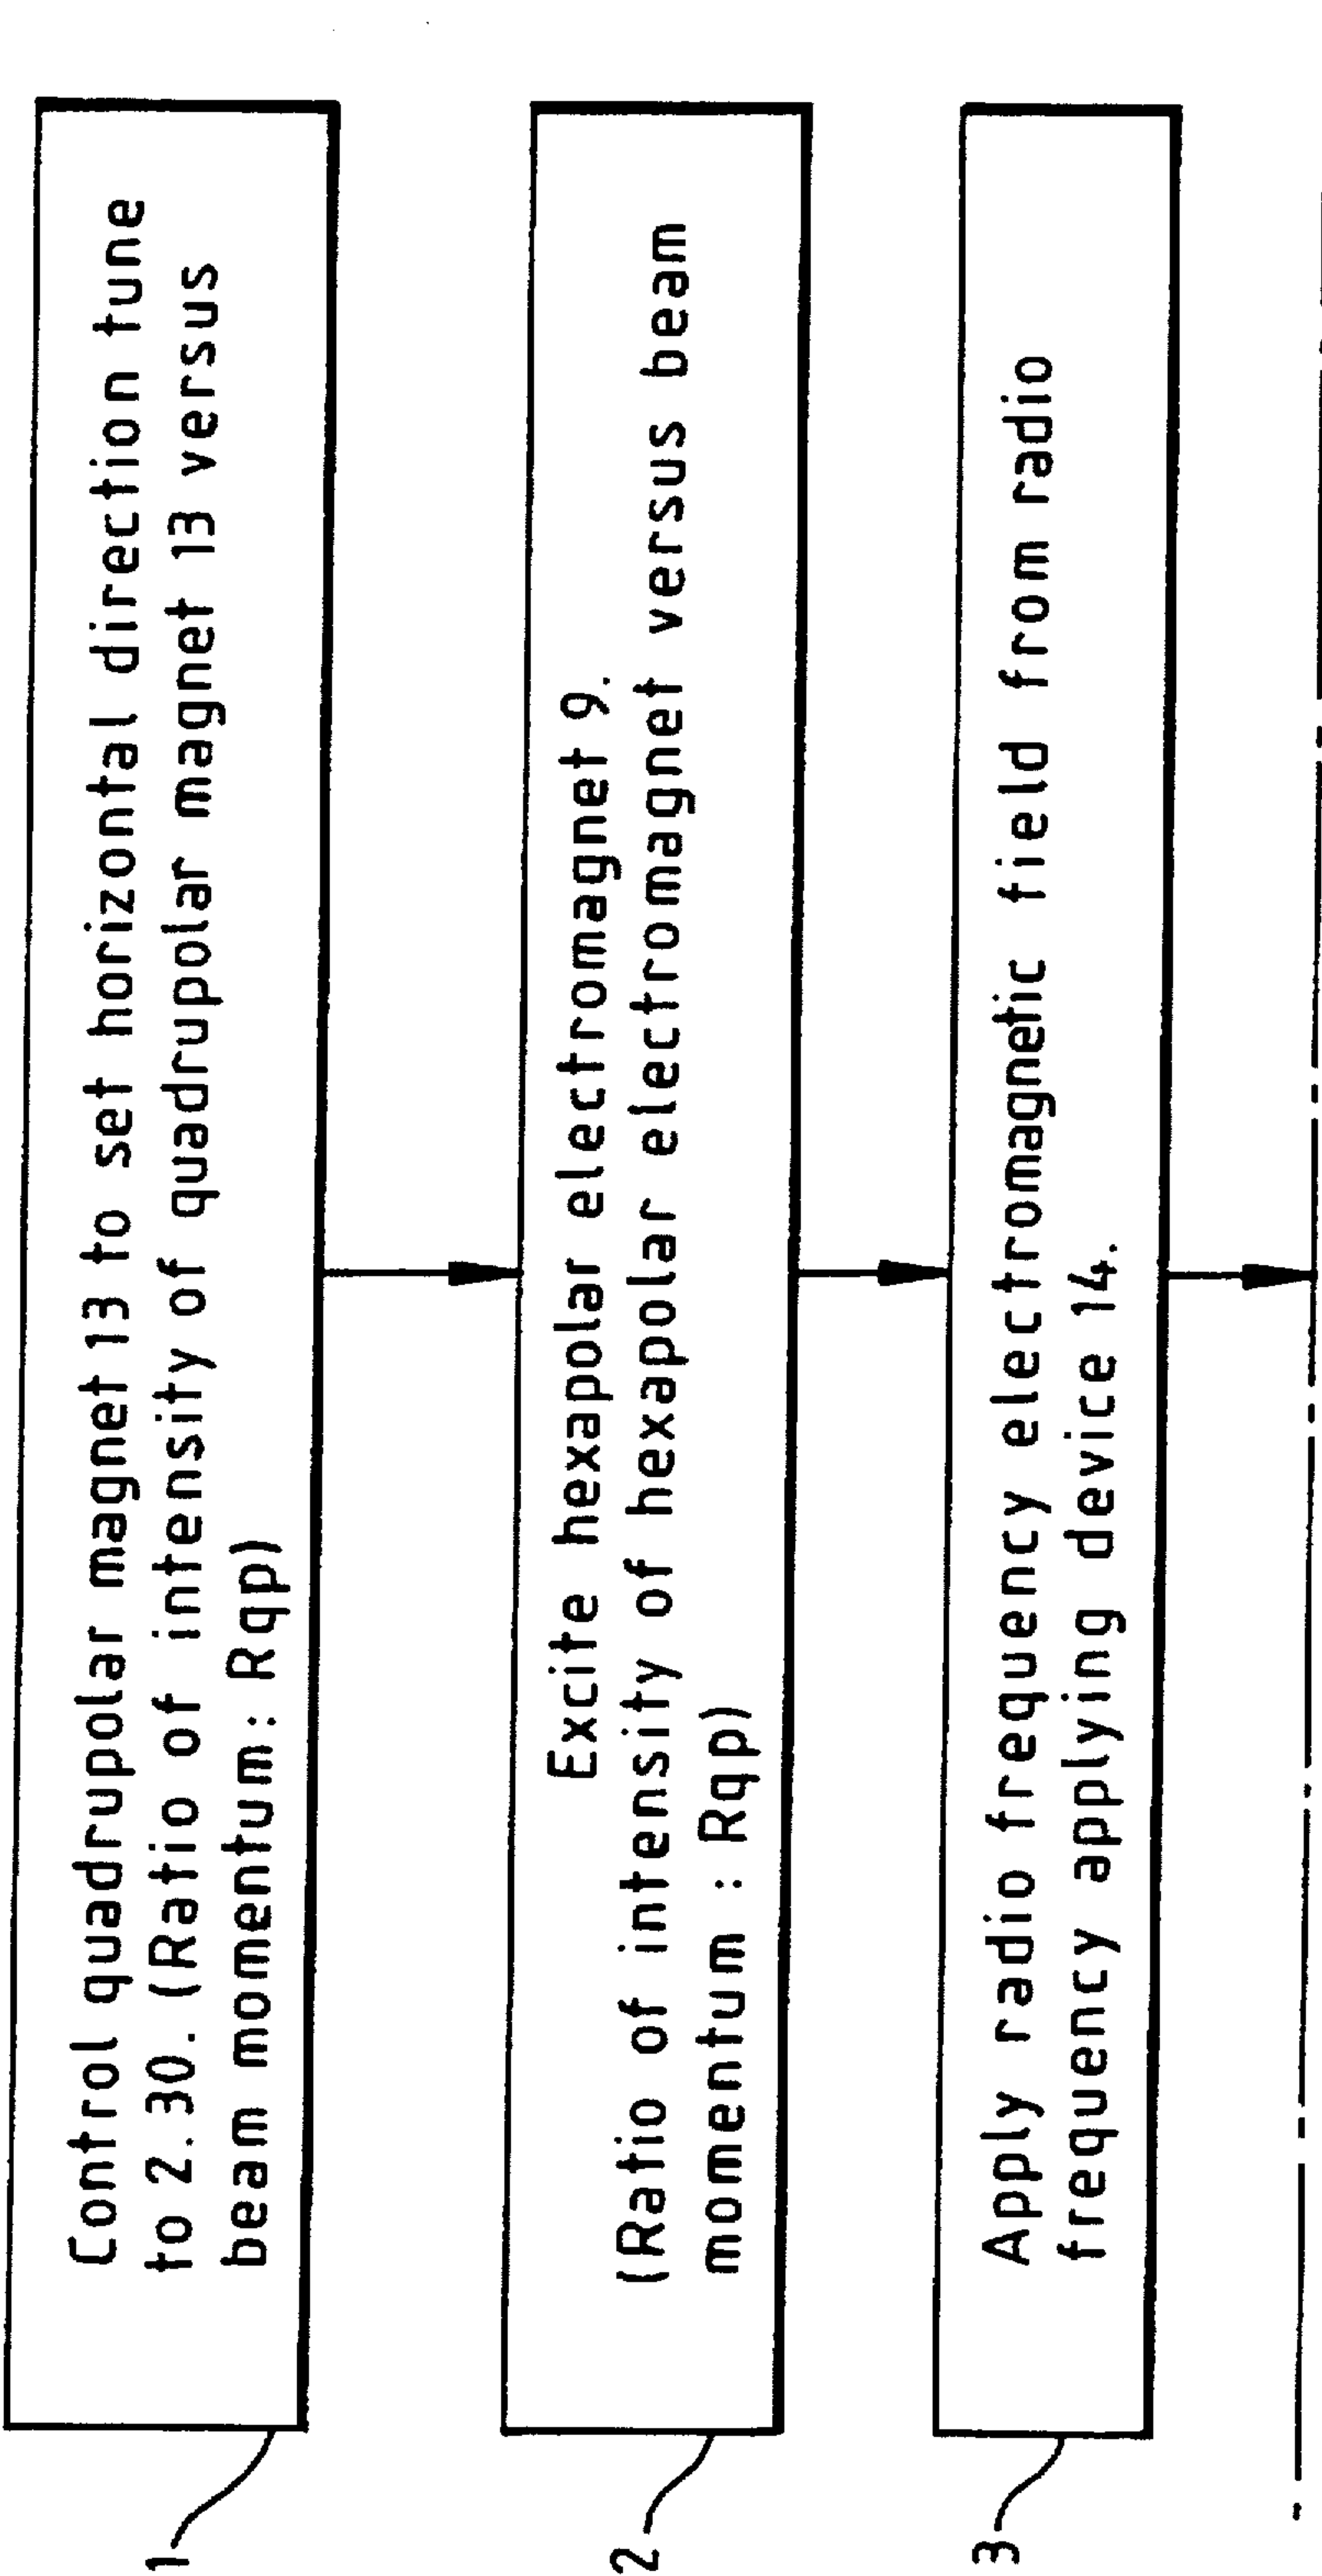 1
Control quadrupolar magnet 13 to set horizontal direction tune
to 2.30. (Ratio of intensity of quadrupolar magnet 13 versus
beam momentum: Rqp)
2
Excite hexapolar electromagnet 9.
(Ratio of intensity of hexapolar electromagnet versus beam
momentum : Rqp)
3
Apply radio frequency electromagnetic field from radio
frequency applying device 14.